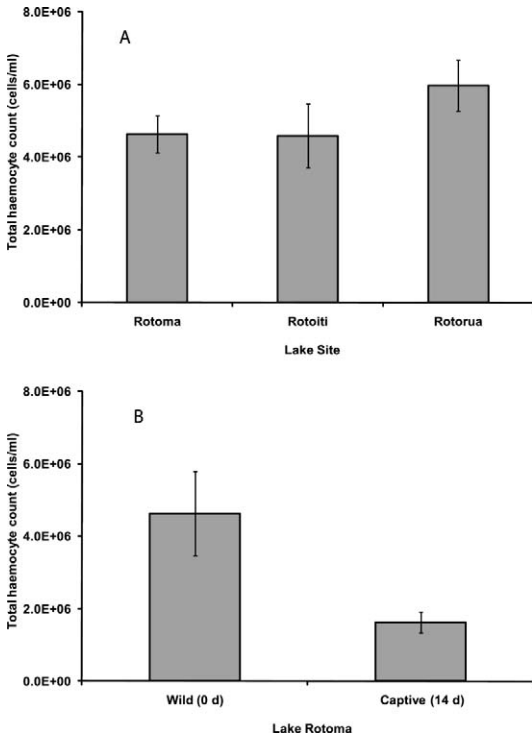 A
Total haemocyte count (cells/ml)
8.0E+06
6.0E+06
4.0E+06
2.0E+06
0.0E+00
Rotoma Rotoiti Rotorua
Lake Site
B
Total haemocyte count (cells/ml)
8.0E+06
6.0E+06
4.0E+06
2.0E+06
0.0E+00
Wild (0 d) Captive (14 d)
Lake Rotoma